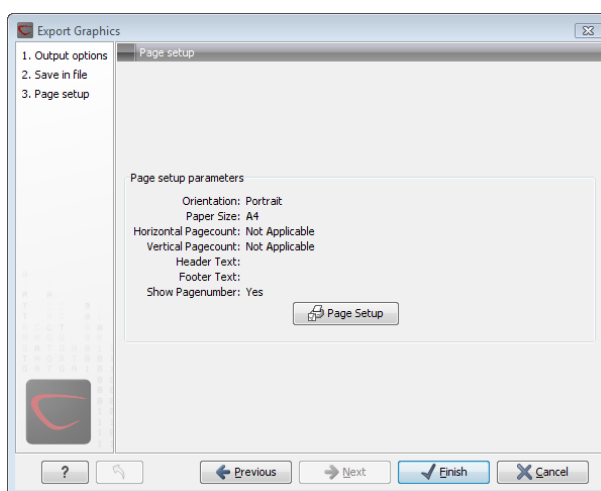 Export Graphics
1. Output options
2. Save in file
3. Page setup
Page setup
Page setup parameters
Orientation: Portrait
Paper Size: A4
Horizontal Pagecount: Not Applicable
Vertical Pagecount: Not Applicable
Header Text:
Footer Text:
Show Pagenumber: Yes
Page Setup
?
Previous
Next
Finish
Cancel